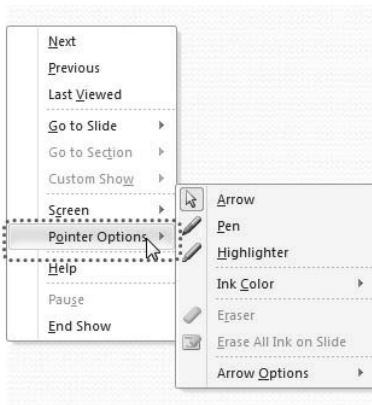 Next
Previous
Last Viewed
Go to Slide
Go to Section
Custom Show
Screen
Pointer Options
Help
Pause
End Show
Arrow
Pen
Highlighter
Ink Color
Eraser
Erase All Ink on Slide
Arrow Options